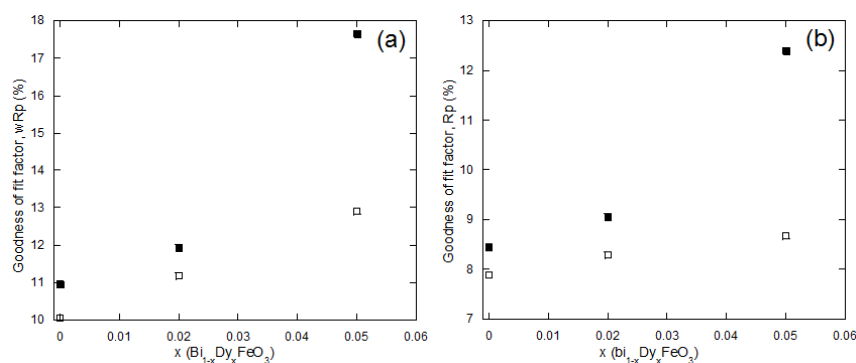 (a)
Goodness of fit factor, wRp (%)
18
17
16
15
14
13
12
11
10
0 0.01 0.02 0.03 0.04 0.05 0.06
x (Bi₁₋ₓDyₓFeO₃)
(b)
Goodness of fit factor, Rp (%)
13
12
11
10
9
8
7
0 0.01 0.02 0.03 0.04 0.05 0.06
x (bi₁₋ₓDyₓFeO₃)